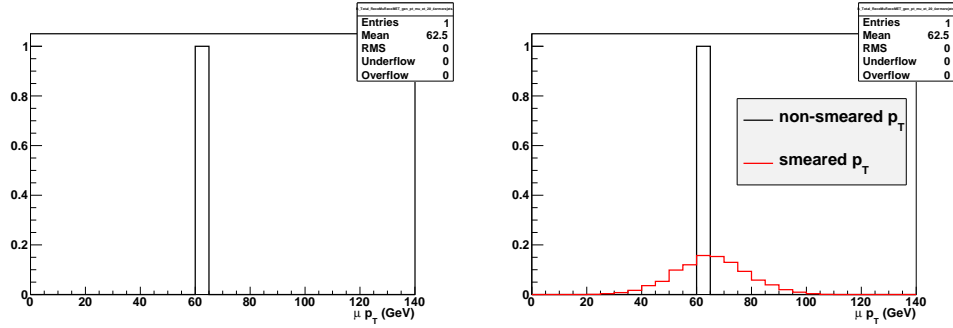 Entries 1
Mean 62.5
RMS 0
Underflow 0
Overflow 0
1
0.8
0.6
0.4
0.2
0
0 20 40 60 80 100 120 140
μ p_T (GeV)
Entries 1
Mean 62.5
RMS 0
Underflow 0
Overflow 0
non-smeared p_T
smeared p_T
1
0.8
0.6
0.4
0.2
0
0 20 40 60 80 100 120 140
μ p_T (GeV)